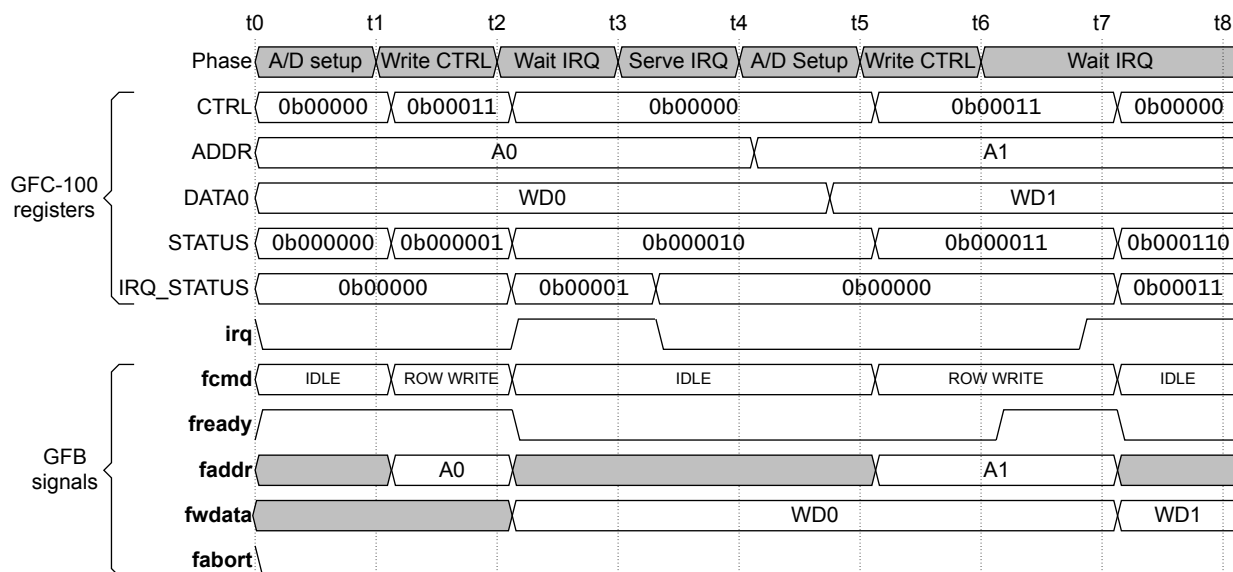 t0 t1 t2 t3 t4 t5 t6 t7 t8
Phase A/D setup Write CTRL Wait IRQ Serve IRQ A/D Setup Write CTRL Wait IRQ
CTRL 0b00000 0b00011 0b00000 0b00011 0b00000
ADDR A0 A1
GFC-100
registers
DATA0 WD0 WD1
STATUS 0b000000 0b000001 0b000010 0b000011 0b000110
IRQ_STATUS 0b00000 0b00001 0b00000 0b00011
irq
fcmd IDLE ROW WRITE IDLE ROW WRITE IDLE
fready
GFB
signals
faddr A0 A1
fwdata WD0 WD1
fabort